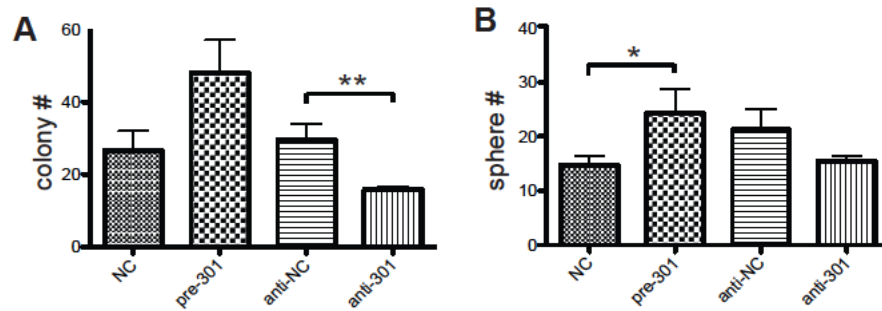 A
colony #
60
40
20
0
**
NC
pre-301
anti-NC
anti-301
B
sphere #
40
30
20
10
0
*
NC
pre-301
anti-NC
anti-301